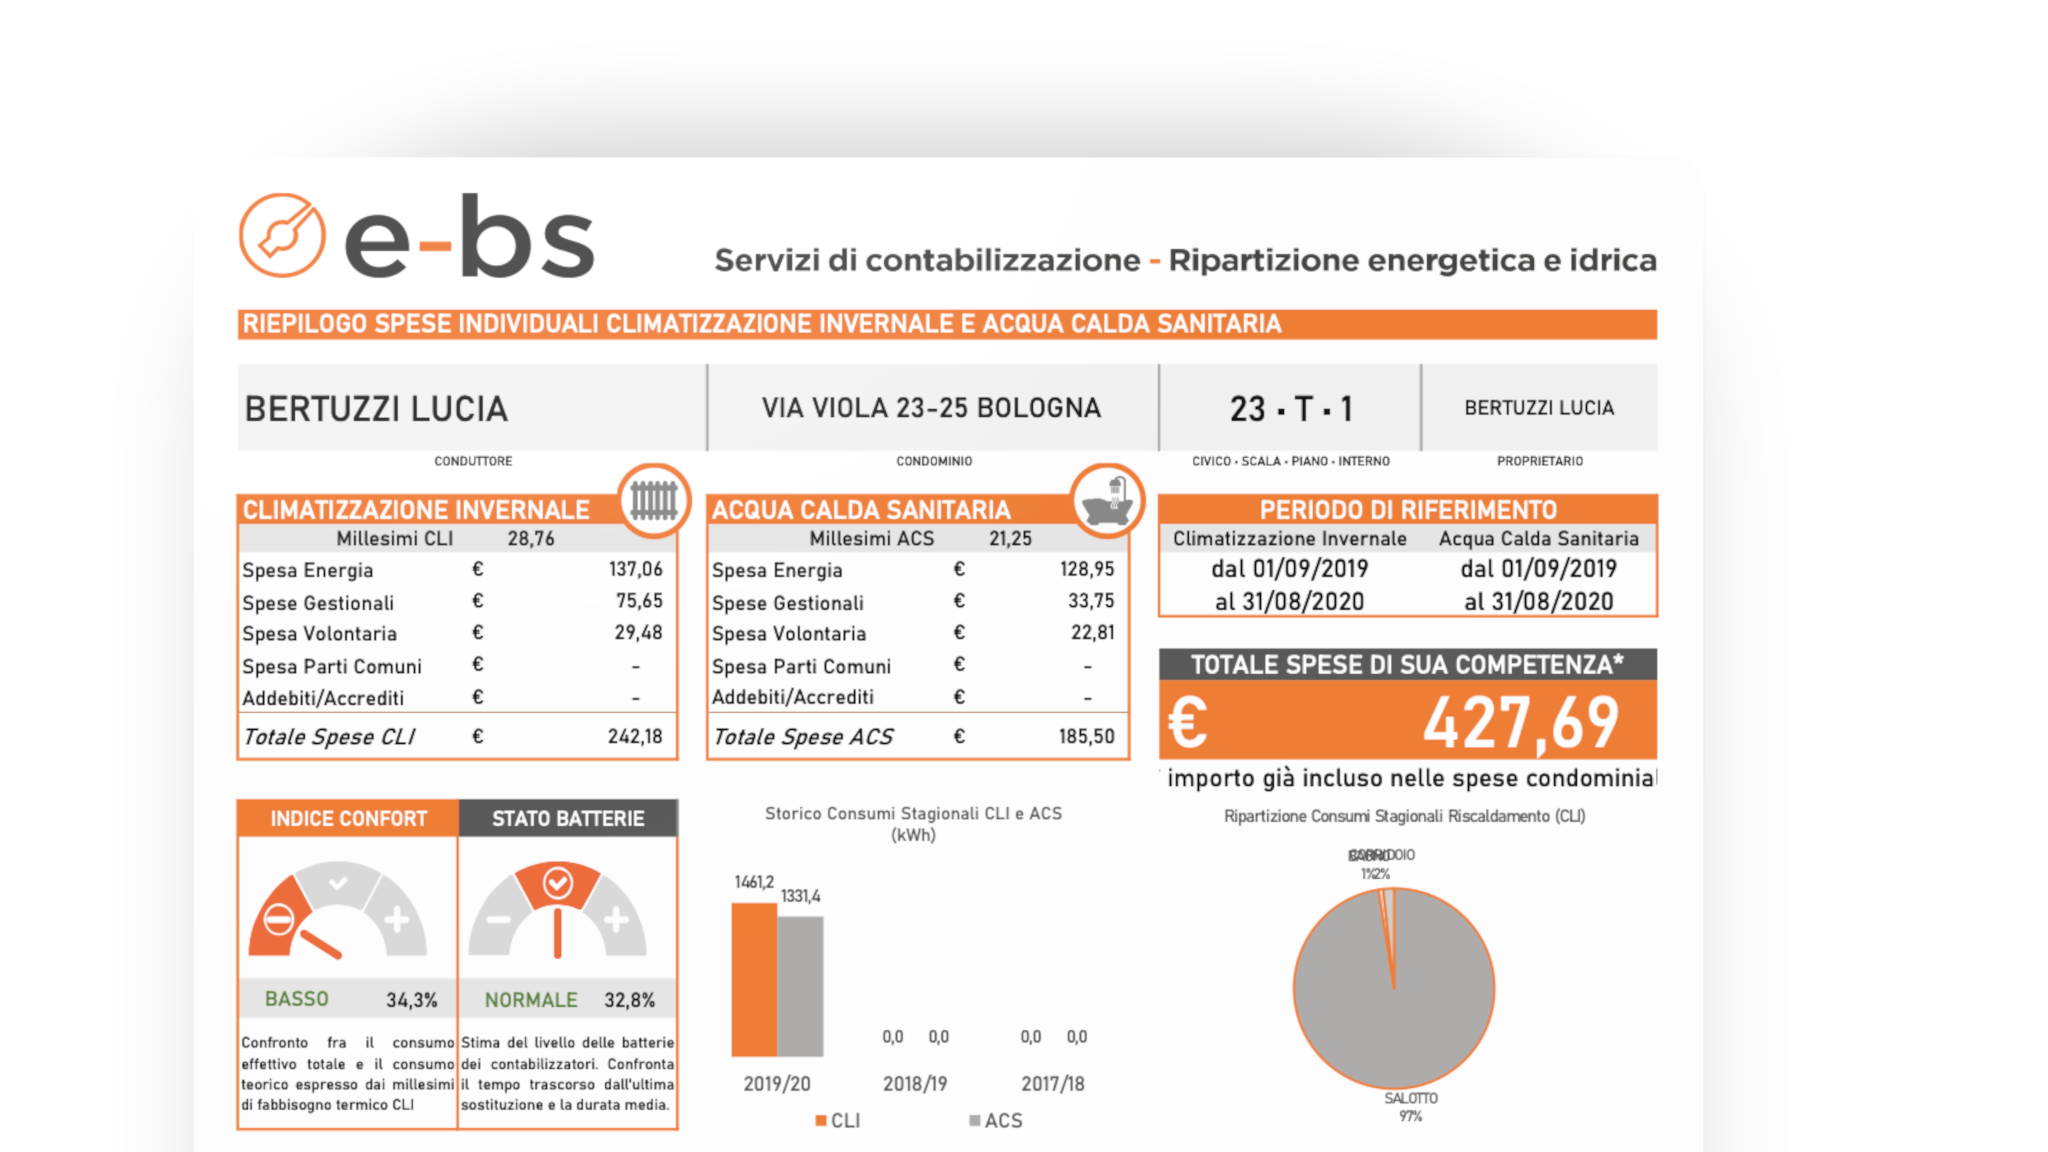 e-bs
Servizi di contabilizzazione - Ripartizione energetica e idrica
RIEPILOGO SPESE INDIVIDUALI CLIMATIZZAZIONE INVERNALE E ACQUA CALDA SANITARIA
BERTUZZI LUCIA
VIA VIOLA 23-25 BOLOGNA
23 · T · 1
BERTUZZI LUCIA
CONDUTTORE
CONDOMINIO
CIVICO · SCALA · PIANO · INTERNO
PROPRIETARIO
CLIMATIZZAZIONE INVERNALE
Millesimi CLI 28,76
Spesa Energia € 137,06
Spese Gestionali € 75,65
Spesa Volontaria € 29,48
Spesa Parti Comuni € -
Addebiti/Accrediti € -
Totale Spese CLI € 242,18
ACQUA CALDA SANITARIA
Millesimi ACS 21,25
Spesa Energia € 128,95
Spese Gestionali € 33,75
Spesa Volontaria € 22,81
Spesa Parti Comuni € -
Addebiti/Accrediti € -
Totale Spese ACS € 185,50
PERIODO DI RIFERIMENTO
Climatizzazione Invernale Acqua Calda Sanitaria
dal 01/09/2019 dal 01/09/2019
al 31/08/2020 al 31/08/2020
TOTALE SPESE DI SUA COMPETENZA*
€ 427,69
importo già incluso nelle spese condominial
INDICE CONFORT
BASSO 34,3%
Confronto fra il consumo
effettivo totale e il consumo
teorico espresso dai millesimi
di fabbisogno termico CLI
STATO BATTERIE
NORMALE 32,8%
Stima del livello delle batterie
dei contabilizzatori. Confronta
il tempo trascorso dall'ultima
sostituzione e la durata media.
Storico Consumi Stagionali CLI e ACS
(kWh)
1461,2
1331,4
0,0 0,0 0,0 0,0
2019/20 2018/19 2017/18
CLI ACS
Ripartizione Consumi Stagionali Riscaldamento (CLI)
CORRIDOIO
1% 2%
SALOTTO
97%